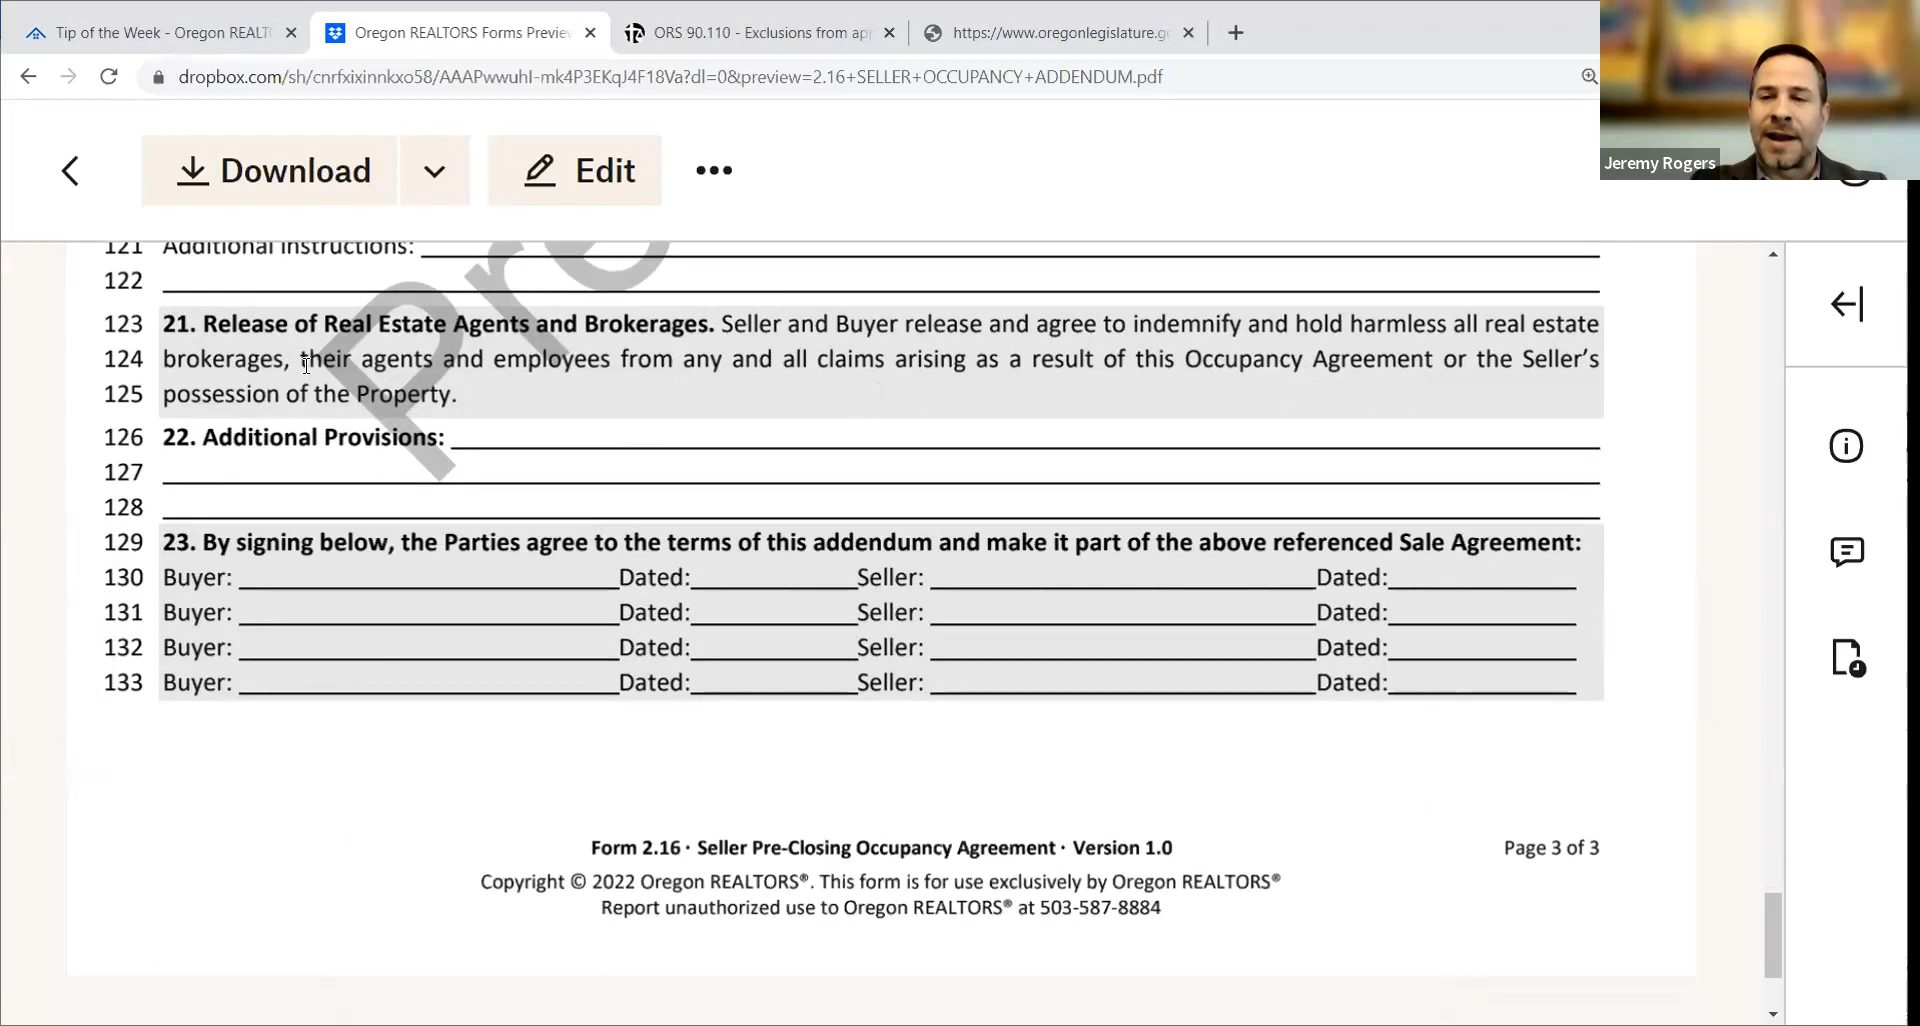 Tip of the Week - Oregon REALT
Oregon REALTORS Forms Previe
ORS 90.110 - Exclusions from ap
https://www.oregonlegislature.g
dropbox.com/sh/cnrfxixinnkxo58/AAAPwwuhI-mk4P3EKqJ4F18Va?dl=0&preview=2.16+SELLER+OCCUPANCY+ADDENDUM.pdf
Jeremy Rogers
Download
Edit
Pre
121 Additional Instructions:
122
123 21. Release of Real Estate Agents and Brokerages. Seller and Buyer release and agree to indemnify and hold harmless all real estate
124 brokerages, their agents and employees from any and all claims arising as a result of this Occupancy Agreement or the Seller’s
125 possession of the Property.
126 22. Additional Provisions:
127
128
129 23. By signing below, the Parties agree to the terms of this addendum and make it part of the above referenced Sale Agreement:
130 Buyer: Dated: Seller: Dated:
131 Buyer: Dated: Seller: Dated:
132 Buyer: Dated: Seller: Dated:
133 Buyer: Dated: Seller: Dated:
Form 2.16 · Seller Pre-Closing Occupancy Agreement · Version 1.0
Page 3 of 3
Copyright © 2022 Oregon REALTORS®. This form is for use exclusively by Oregon REALTORS®
Report unauthorized use to Oregon REALTORS® at 503-587-8884